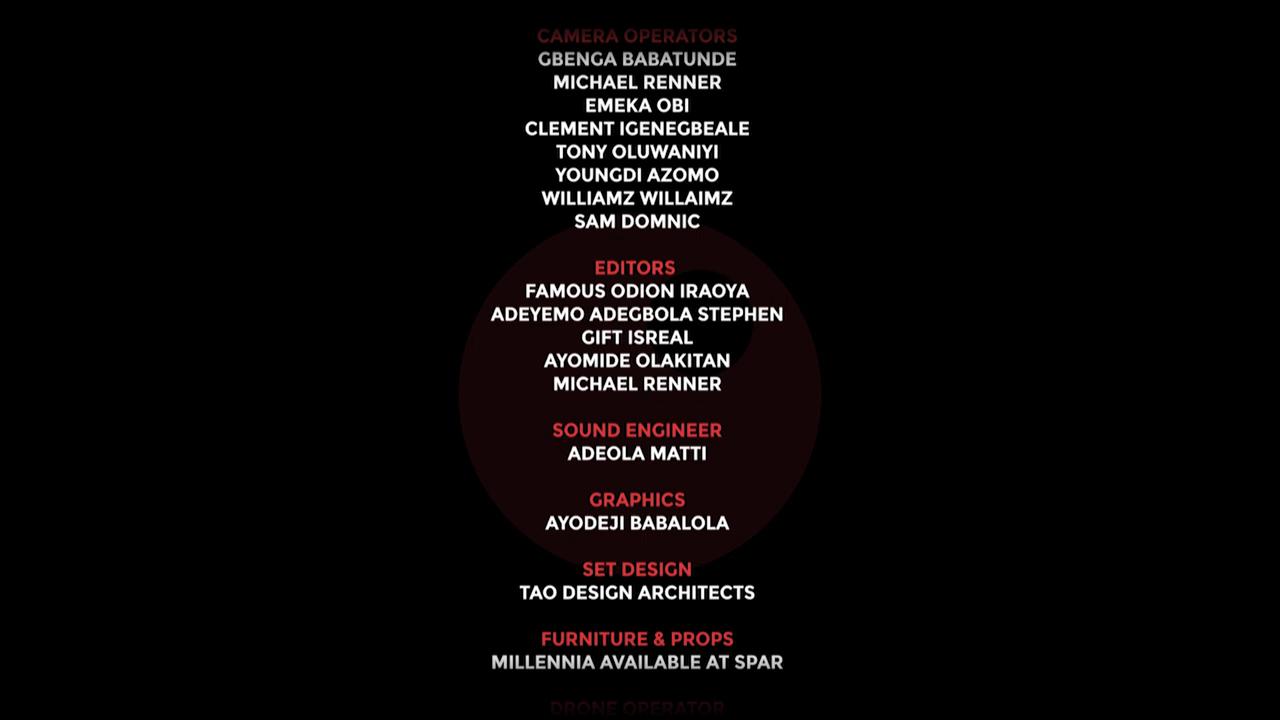 CAMERA OPERATORS
GBENGA BABATUNDE
MICHAEL RENNER
EMEKA OBI
CLEMENT IGENEGBEALE
TONY OLUWANIYI
YOUNGDI AZOMO
WILLIAMZ WILLAIMZ
SAM DOMNIC
EDITORS
FAMOUS ODION IRAOYA
ADEYEMO ADEGBOLA STEPHEN
GIFT ISREAL
AYOMIDE OLAKITAN
MICHAEL RENNER
SOUND ENGINEER
ADEOLA MATTI
GRAPHICS
AYODEJI BABALOLA
SET DESIGN
TAO DESIGN ARCHITECTS
FURNITURE & PROPS
MILLENNIA AVAILABLE AT SPAR
DRONE OPERATOR